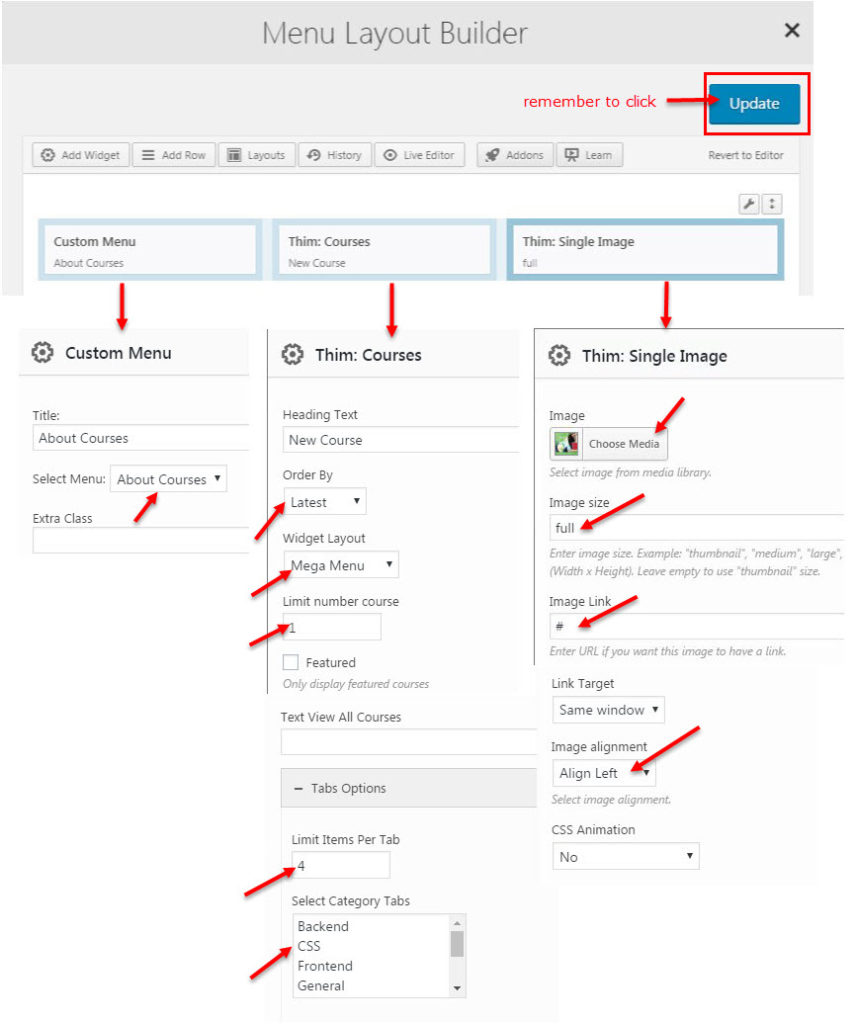 Menu Layout Builder
remember to click
Update
Add Widget Add Row Layouts History Live Editor Addons Learn Revert to Editor
Custom Menu
About Courses
Thim: Courses
New Course
Thim: Single Image
full
Custom Menu
Title:
About Courses
Select Menu: About Courses
Extra Class
Thim: Courses
Heading Text
New Course
Order By
Latest
Widget Layout
Mega Menu
Limit number course
1
Featured
Only display featured courses
Text View All Courses
Tabs Options
Limit Items Per Tab
4
Select Category Tabs
Backend
CSS
Frontend
General
Thim: Single Image
Image
Choose Media
Select image from media library.
Image size
full
Enter image size. Example: "thumbnail", "medium", "large",
(Width x Height). Leave empty to use "thumbnail" size.
Image Link
#
Enter URL if you want this image to have a link.
Link Target
Same window
Image alignment
Align Left
Select image alignment.
CSS Animation
No